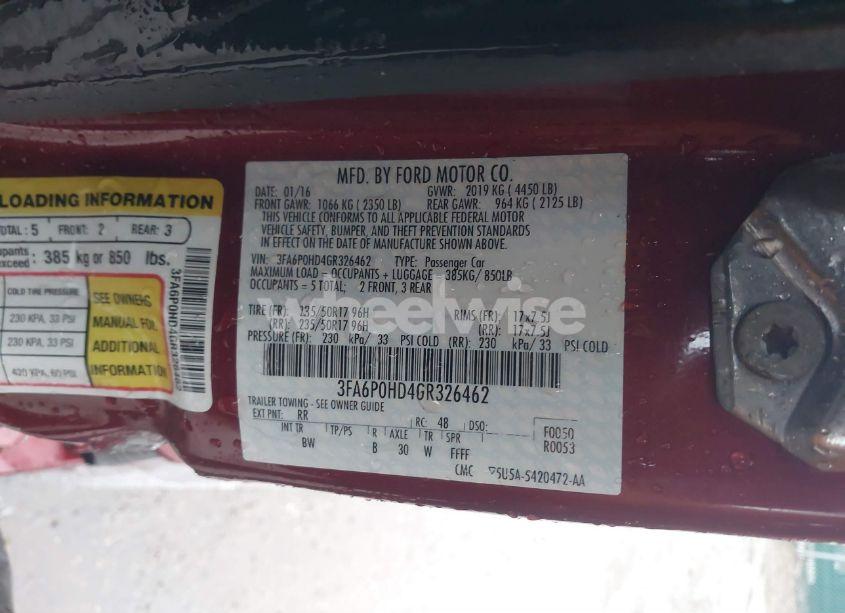 LOADING INFORMATION
TOTAL: 5 FRONT: 2 REAR: 3
exceed: 385 kg or 850 lbs.
COLD TIRE PRESSURE
230 KPA, 33 PSI
230 KPA, 33 PSI
420 KPA, 60 PSI
SEE OWNERS
MANUAL FOR
ADDITIONAL
INFORMATION
3FA6P0HD4GR326462
MFD. BY FORD MOTOR CO.
DATE: 01/16 GVWR: 2019 KG ( 4450 LB)
FRONT GAWR: 1066 KG ( 2350 LB) REAR GAWR: 964 KG ( 2125 LB)
THIS VEHICLE CONFORMS TO ALL APPLICABLE FEDERAL MOTOR
VEHICLE SAFETY, BUMPER, AND THEFT PREVENTION STANDARDS
IN EFFECT ON THE DATE OF MANUFACTURE SHOWN ABOVE.
VIN: 3FA6P0HD4GR326462 TYPE: Passenger Car
MAXIMUM LOAD = OCCUPANTS + LUGGAGE = 385KG/ 850LB
OCCUPANTS = 5 TOTAL; 2 FRONT, 3 REAR
wheelwise
TIRE (FR): 235/50R17 96H RIMS (FR): 17x7.5J
(RR): 235/50R17 96H (RR): 17x7.5J
PRESSURE (FR): 230 kPa/ 33 PSI COLD (RR): 230 kPa/ 33 PSI COLD
3FA6P0HD4GR326462
TRAILER TOWING - SEE OWNER GUIDE
EXT PNT: RR RC: 48 F0050
INT TR TP/PS R AXLE TR SPR R0053
BW B 30 W FFFF
CMC 5U5A-5420472-AA